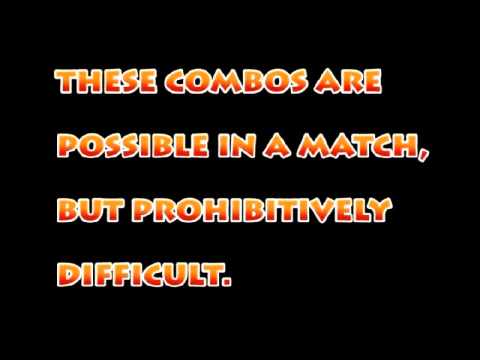 THESE COMBOS ARE
POSSIBLE IN A MATCH,
BUT PROHIBITIVELY
DIFFICULT.